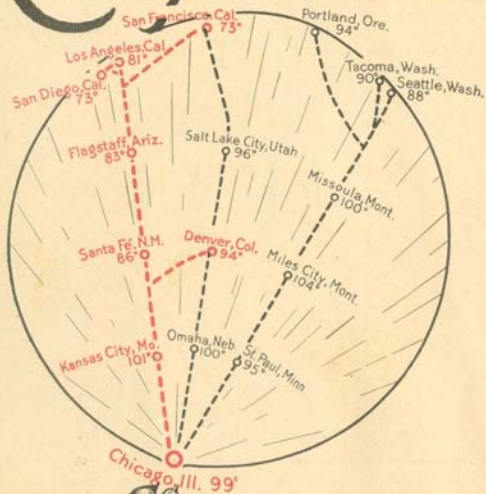 San Francisco, Cal.
73°
Portland, Ore.
94°
Los Angeles, Cal
81°
San Diego, Cal.
73°
Tacoma, Wash.
90°
Seattle, Wash.
88°
Flagstaff, Ariz.
83°
Salt Lake City, Utah
96°
Missoula, Mont.
100°
Santa Fé, N.M.
86°
Denver, Col.
94°
Miles City, Mont.
104°
Kansas City, Mo.
101°
Omaha, Neb
100°
St. Paul, Minn
95°
Chicago, Ill. 99°